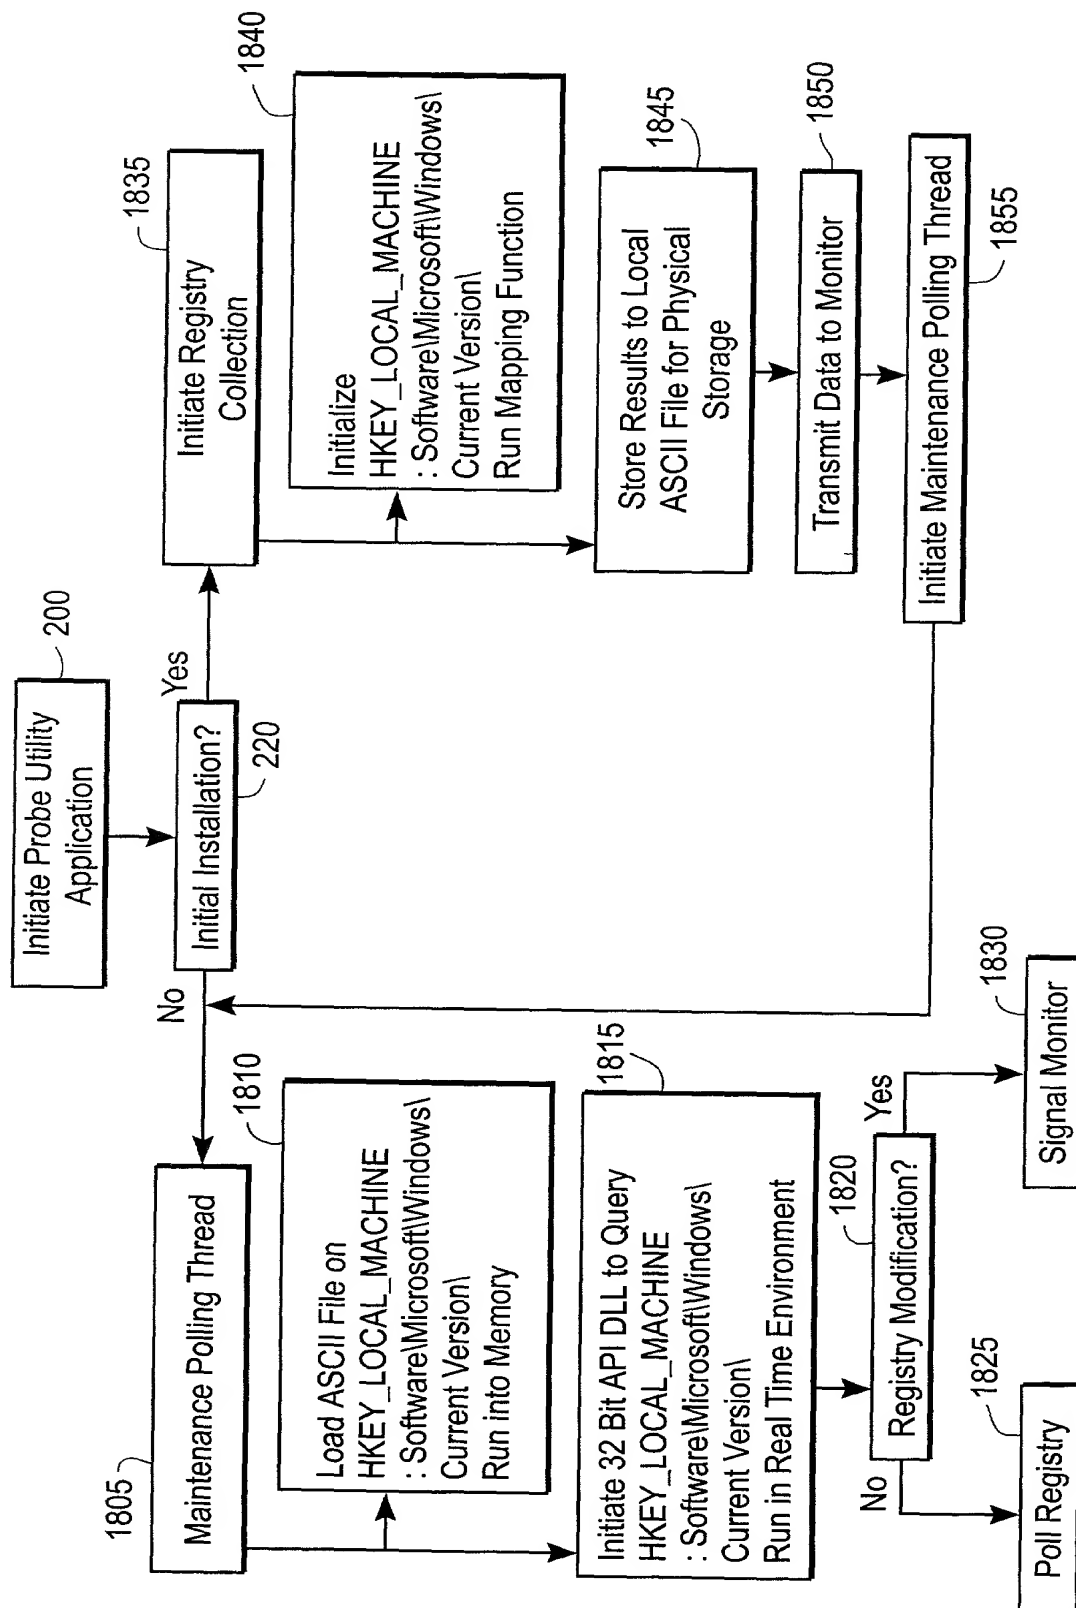 Initiate Probe Utility
Application
200
Initial Installation?
220
No
Yes
Maintenance Polling Thread
1805
Load ASCII File on
HKEY_LOCAL_MACHINE
: Software\Microsoft\Windows\
Current Version\
Run into Memory
1810
Initiate 32 Bit API DLL to Query
HKEY_LOCAL_MACHINE
: Software\Microsoft\Windows\
Current Version\
Run in Real Time Environment
1815
Registry Modification?
1820
No
Yes
Poll Registry
1825
Signal Monitor
1830
Initiate Registry
Collection
1835
Initialize
HKEY_LOCAL_MACHINE
: Software\Microsoft\Windows\
Current Version\
Run Mapping Function
1840
Store Results to Local
ASCII File for Physical
Storage
1845
Transmit Data to Monitor
1850
Initiate Maintenance Polling Thread
1855